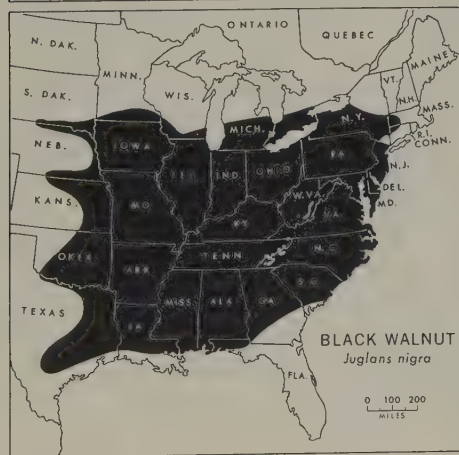 ONTARIO
QUEBEC
N. DAK.
MINN.
MAINE
S. DAK.
WIS.
VT.
N.H.
MICH.
N.Y.
MASS.
R.I.
CONN.
NEB.
IOWA
ILL.
IND.
OHIO
PA.
N.J.
DEL.
MD.
KANS.
MO.
KY.
W.VA.
VA.
OKLA.
ARK.
TENN.
N.C.
S.C.
TEXAS
LA.
MISS.
ALA.
GA.
FLA.
BLACK WALNUT
Juglans nigra
0 100 200
MILES